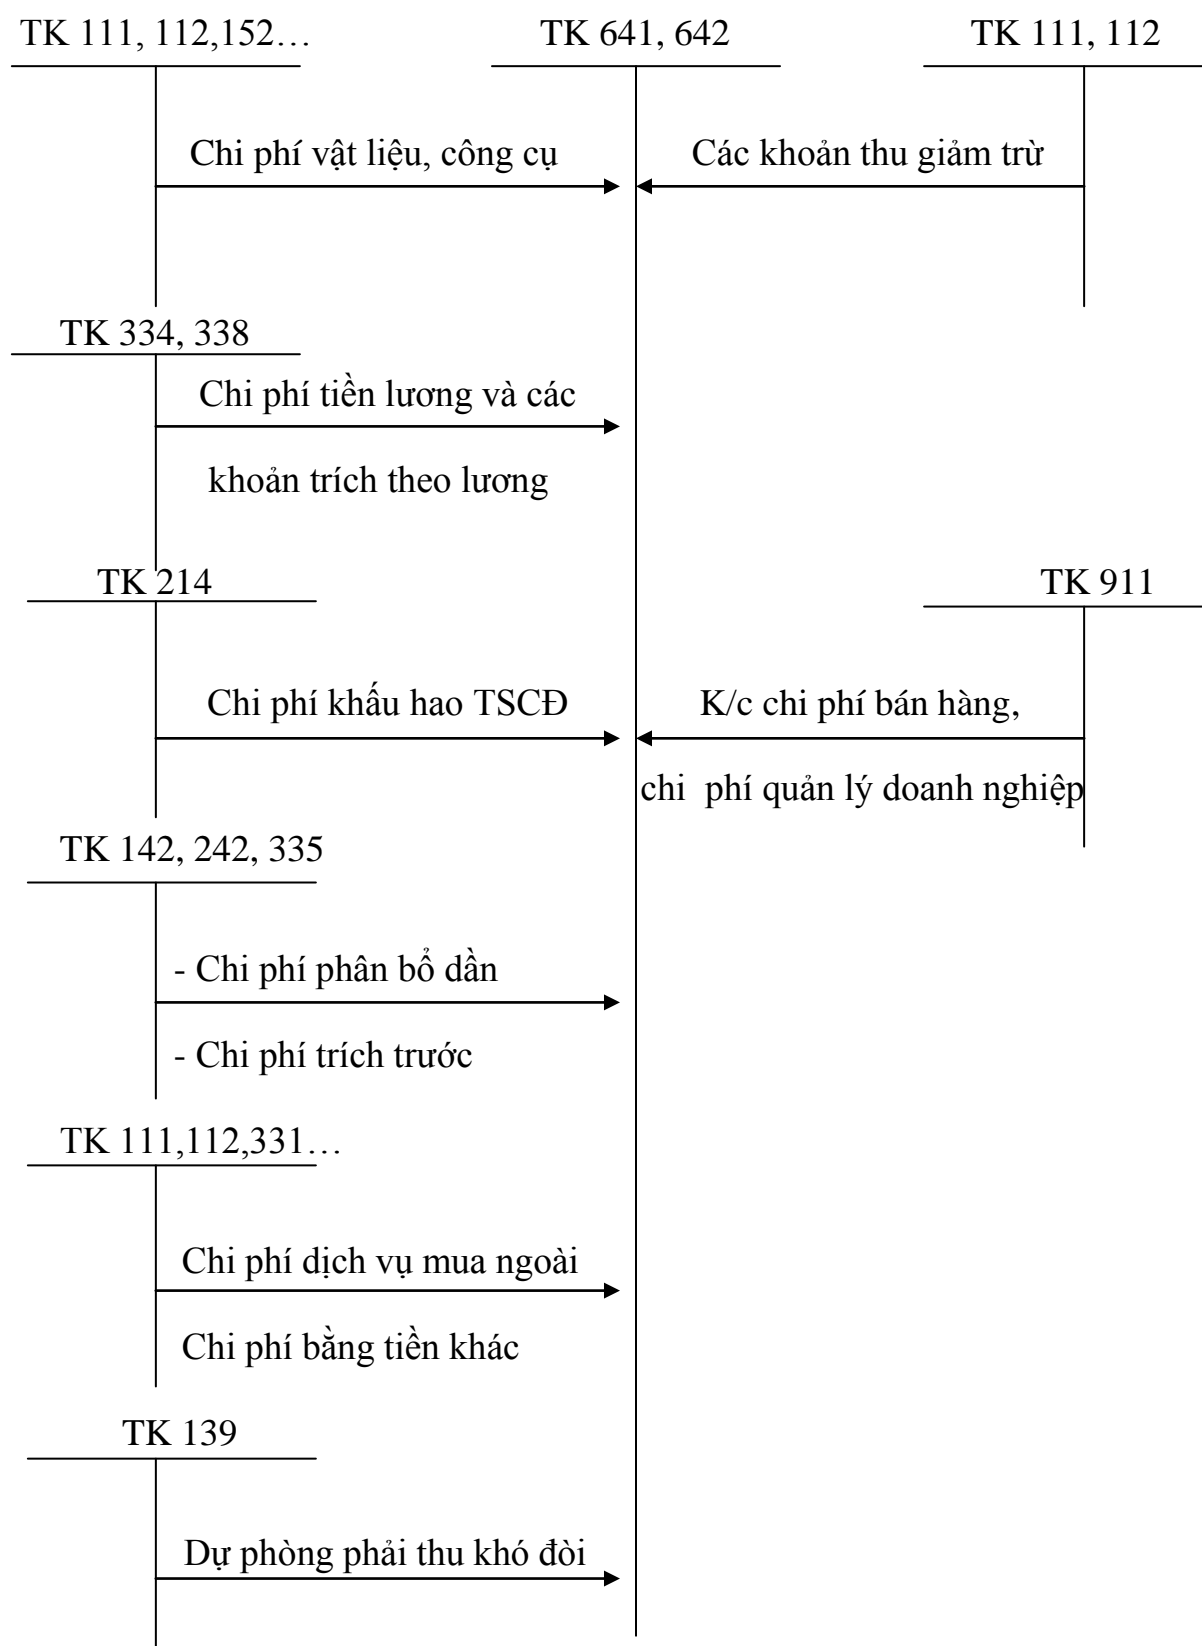 TK 111, 112,152…
TK 641, 642
TK 111, 112
Chi phí vật liệu, công cụ
Các khoản thu giảm trừ
TK 334, 338
Chi phí tiền lương và các
khoản trích theo lương
TK 214
TK 911
Chi phí khấu hao TSCĐ
K/c chi phí bán hàng,
chi phí quản lý doanh nghiệp
TK 142, 242, 335
- Chi phí phân bổ dần
- Chi phí trích trước
TK 111,112,331…
Chi phí dịch vụ mua ngoài
Chi phí bằng tiền khác
TK 139
Dự phòng phải thu khó đòi